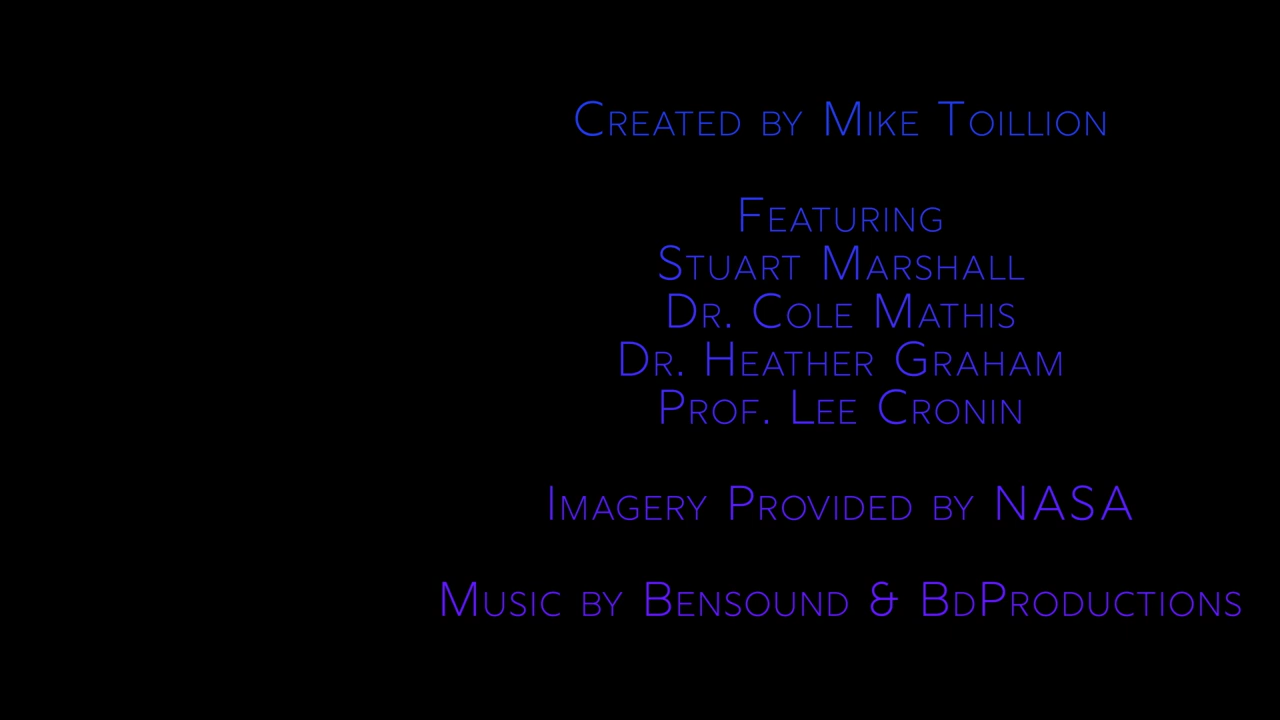 Created by Mike Toillion
Featuring
Stuart Marshall
Dr. Cole Mathis
Dr. Heather Graham
Prof. Lee Cronin
Imagery Provided by NASA
Music by Bensound & BdProductions